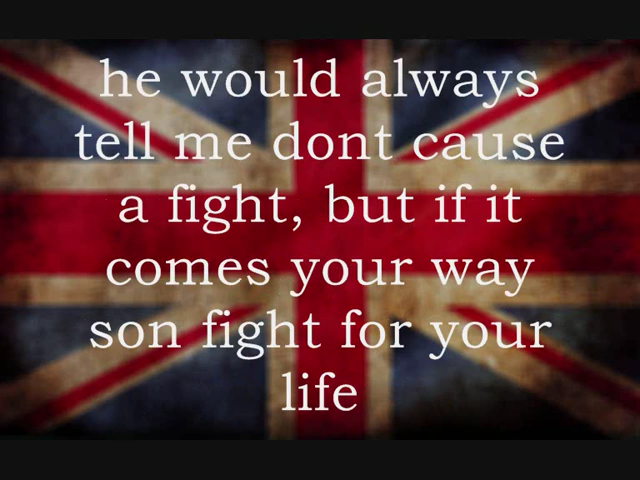 he would always
tell me dont cause
a fight, but if it
comes your way
son fight for your
life